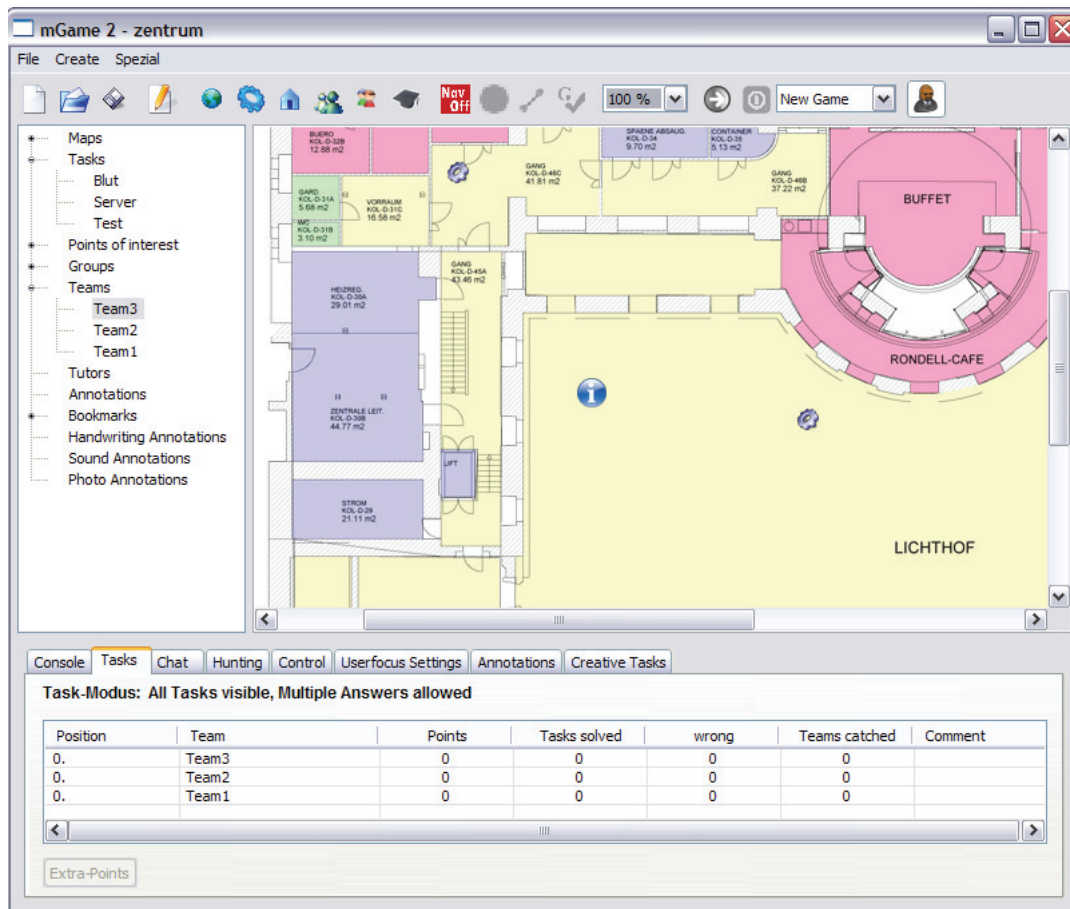 mGame 2 - zentrum
File Create Spezial
Nav Off
100 %
New Game
Maps
Tasks
Blut
Server
Test
Points of interest
Groups
Teams
Team3
Team2
Team1
Tutors
Annotations
Bookmarks
Handwriting Annotations
Sound Annotations
Photo Annotations
BUERO
KOL-D-32B
12.88 m2
SPAENE ABSAUG.
KOL-D-34
9.70 m2
CONTAINER
KOL-D-35
5.13 m2
GANG
KOL-D-46C
41.81 m2
GANG
KOL-D-46B
37.22 m2
BUFFET
GARD.
KOL-D-31A
5.68 m2
VORRAUM
KOL-D-31C
16.58 m2
WC
KOL-D-31B
3.10 m2
GANG
KOL-D-45A
43.46 m2
HEIZREG.
KOL-D-30A
29.01 m2
RONDELL-CAFE
ZENTRALE LEIT.
KOL-D-30B
44.77 m2
LIFT
STROM
KOL-D-29
21.11 m2
LICHTHOF
Console Tasks Chat Hunting Control Userfocus Settings Annotations Creative Tasks
Task-Modus: All Tasks visible, Multiple Answers allowed
Position Team Points Tasks solved wrong Teams catched Comment
0. Team3 0 0 0 0
0. Team2 0 0 0 0
0. Team1 0 0 0 0
Extra-Points